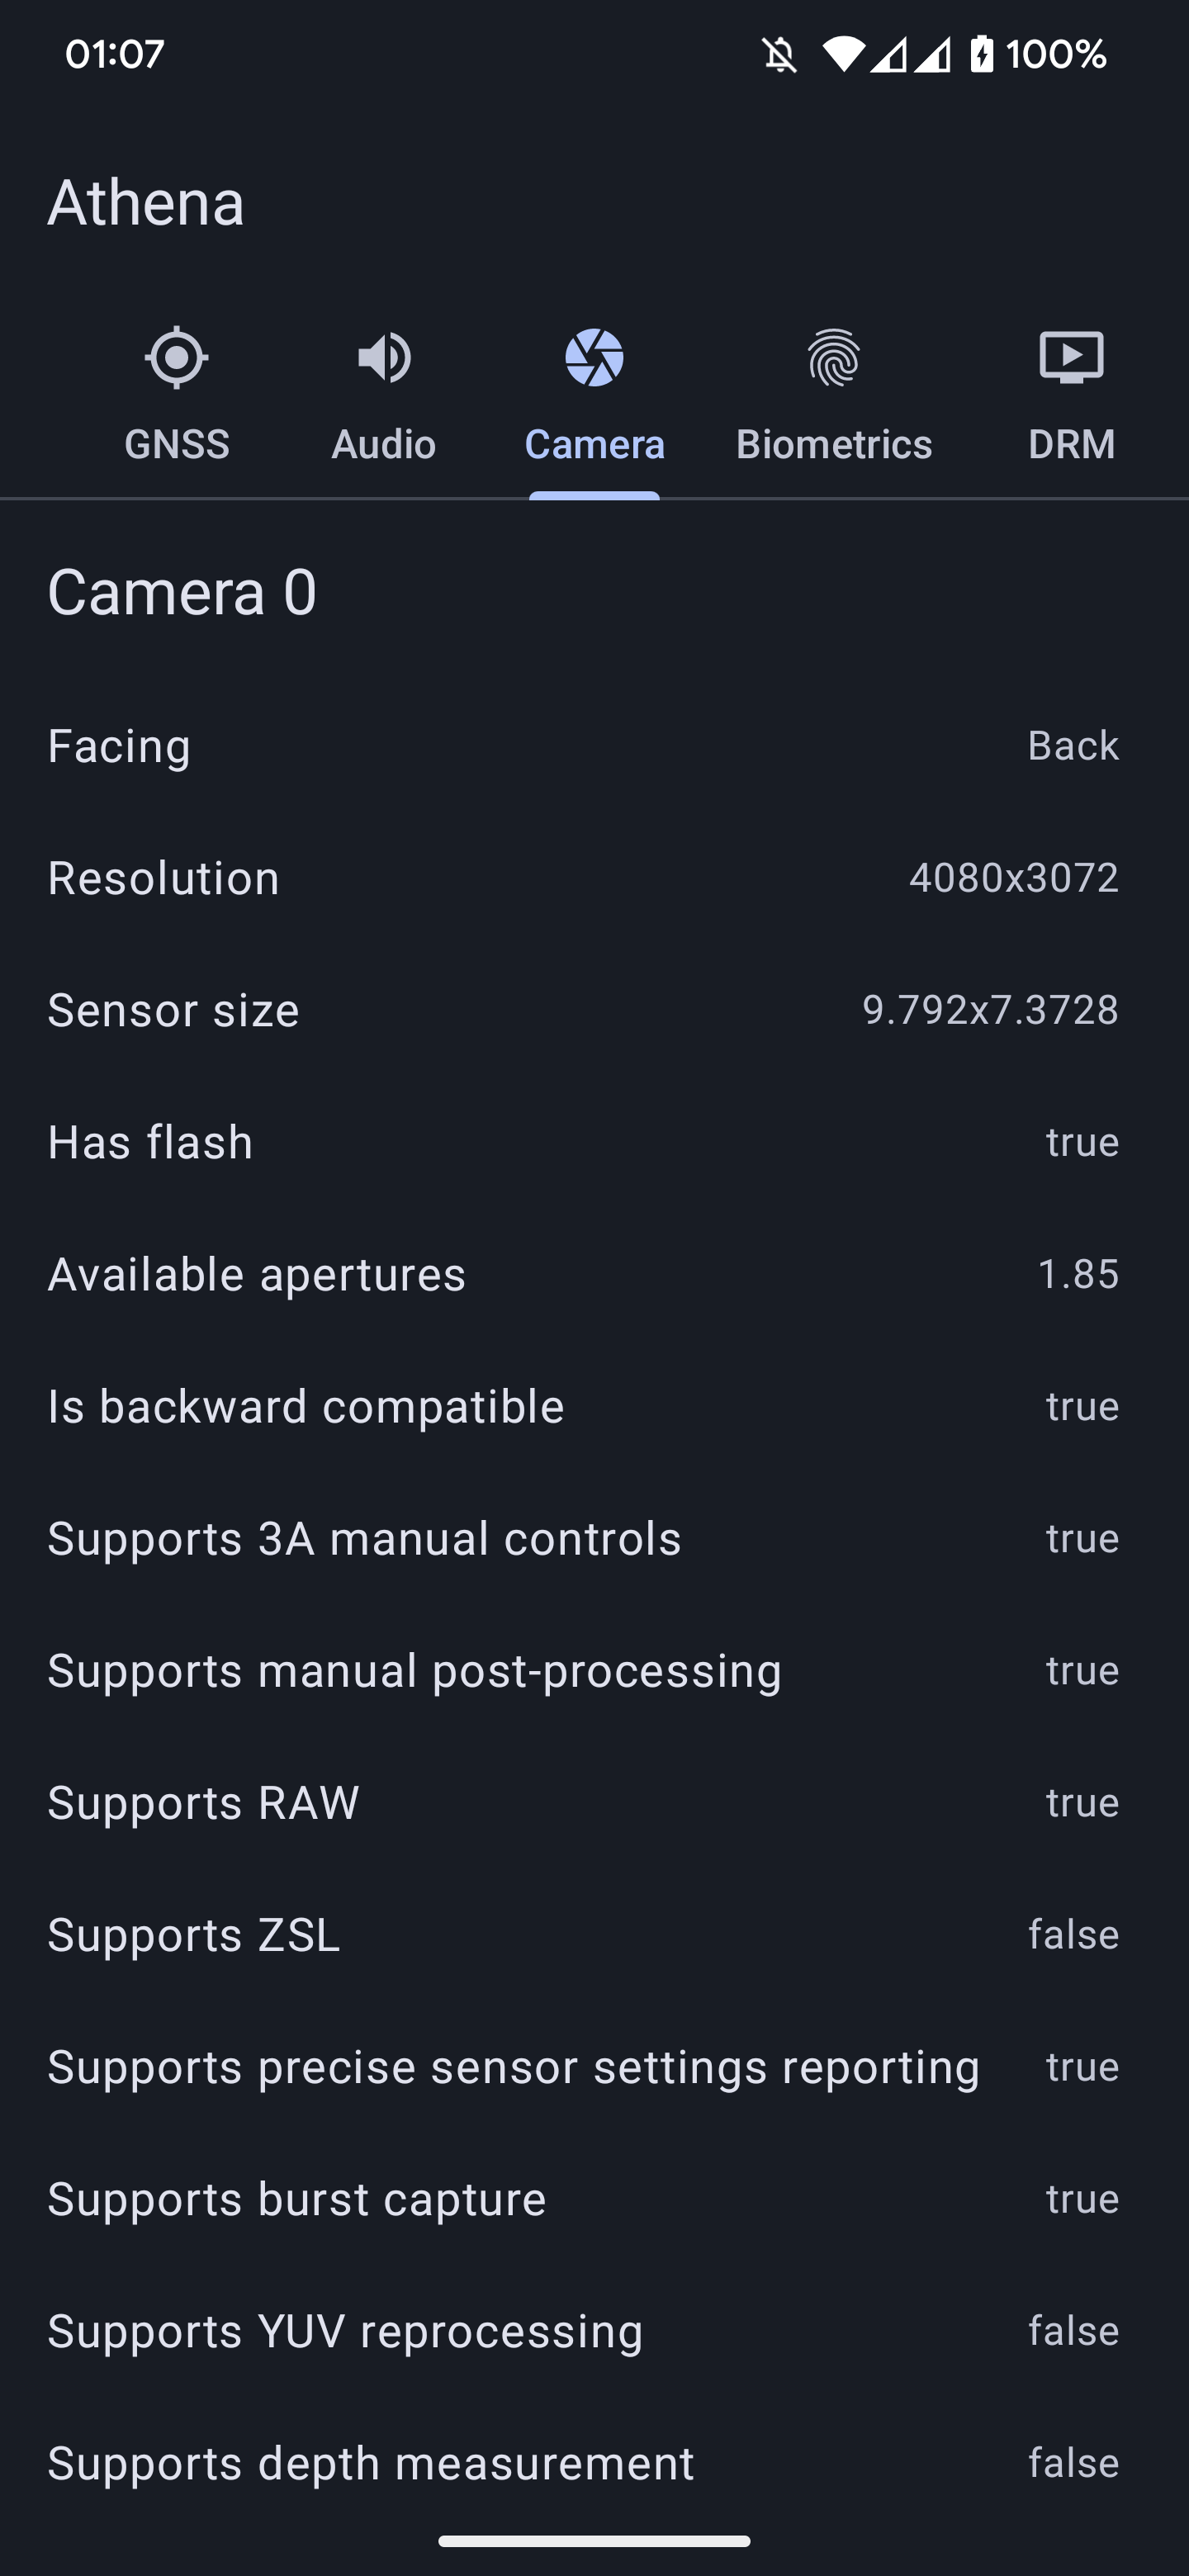 01:07 100%
Athena
GNSS Audio Camera Biometrics DRM
Camera 0
Facing Back
Resolution 4080x3072
Sensor size 9.792x7.3728
Has flash true
Available apertures 1.85
Is backward compatible true
Supports 3A manual controls true
Supports manual post-processing true
Supports RAW true
Supports ZSL false
Supports precise sensor settings reporting true
Supports burst capture true
Supports YUV reprocessing false
Supports depth measurement false